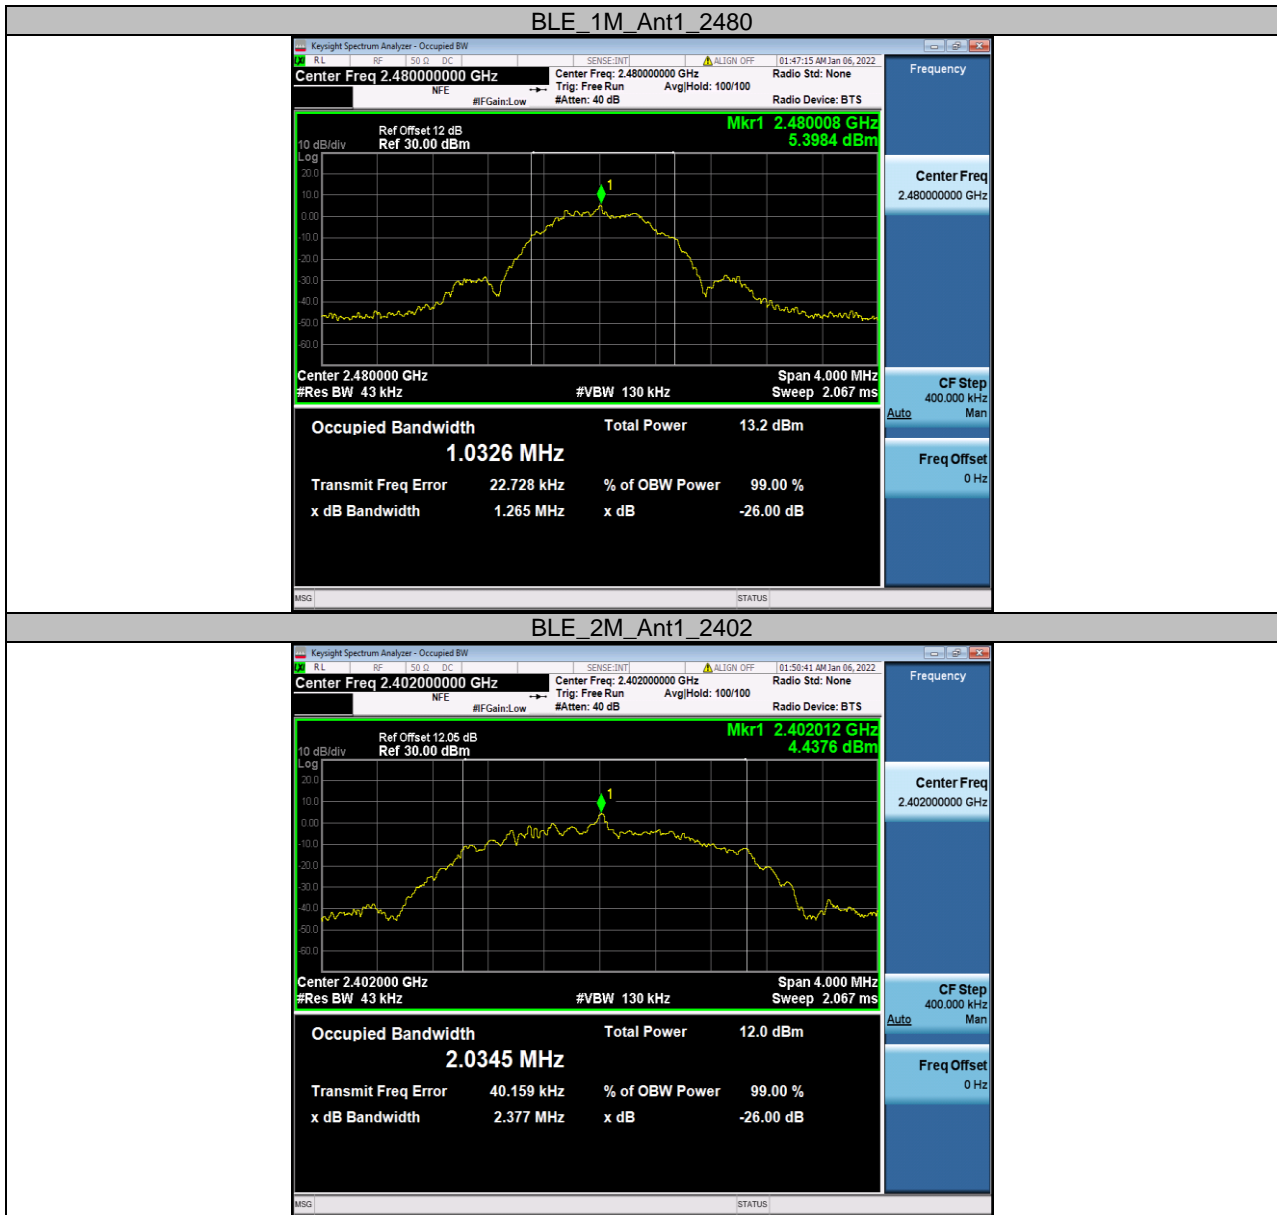 BLE_1M_Ant1_2480
Keysight Spectrum Analyzer - Occupied BW
LXI RL RF 50 Ω DC SENSE:INT ALIGN OFF 01:47:15 AM Jan 06, 2022
Center Freq 2.480000000 GHz Center Freq: 2.480000000 GHz Radio Std: None
NFE Trig: Free Run Avg|Hold: 100/100
#IFGain:Low #Atten: 40 dB Radio Device: BTS
Frequency
Mkr1 2.480008 GHz
5.3984 dBm
Ref Offset 12 dB
10 dB/div Ref 30.00 dBm
Log
20.0
10.0
0.00
-10.0
-20.0
-30.0
-40.0
-50.0
-60.0
1
Center 2.480000 GHz Span 4.000 MHz
#Res BW 43 kHz #VBW 130 kHz Sweep 2.067 ms
Center Freq
2.480000000 GHz
CF Step
400.000 kHz
Auto Man
Freq Offset
0 Hz
Occupied Bandwidth Total Power 13.2 dBm
1.0326 MHz
Transmit Freq Error 22.728 kHz % of OBW Power 99.00 %
x dB Bandwidth 1.265 MHz x dB -26.00 dB
MSG STATUS
BLE_2M_Ant1_2402
Keysight Spectrum Analyzer - Occupied BW
LXI RL RF 50 Ω DC SENSE:INT ALIGN OFF 01:50:41 AM Jan 06, 2022
Center Freq 2.402000000 GHz Center Freq: 2.402000000 GHz Radio Std: None
NFE Trig: Free Run Avg|Hold: 100/100
#IFGain:Low #Atten: 40 dB Radio Device: BTS
Frequency
Mkr1 2.402012 GHz
4.4376 dBm
Ref Offset 12.05 dB
10 dB/div Ref 30.00 dBm
Log
20.0
10.0
0.00
-10.0
-20.0
-30.0
-40.0
-50.0
-60.0
1
Center 2.402000 GHz Span 4.000 MHz
#Res BW 43 kHz #VBW 130 kHz Sweep 2.067 ms
Center Freq
2.402000000 GHz
CF Step
400.000 kHz
Auto Man
Freq Offset
0 Hz
Occupied Bandwidth Total Power 12.0 dBm
2.0345 MHz
Transmit Freq Error 40.159 kHz % of OBW Power 99.00 %
x dB Bandwidth 2.377 MHz x dB -26.00 dB
MSG STATUS